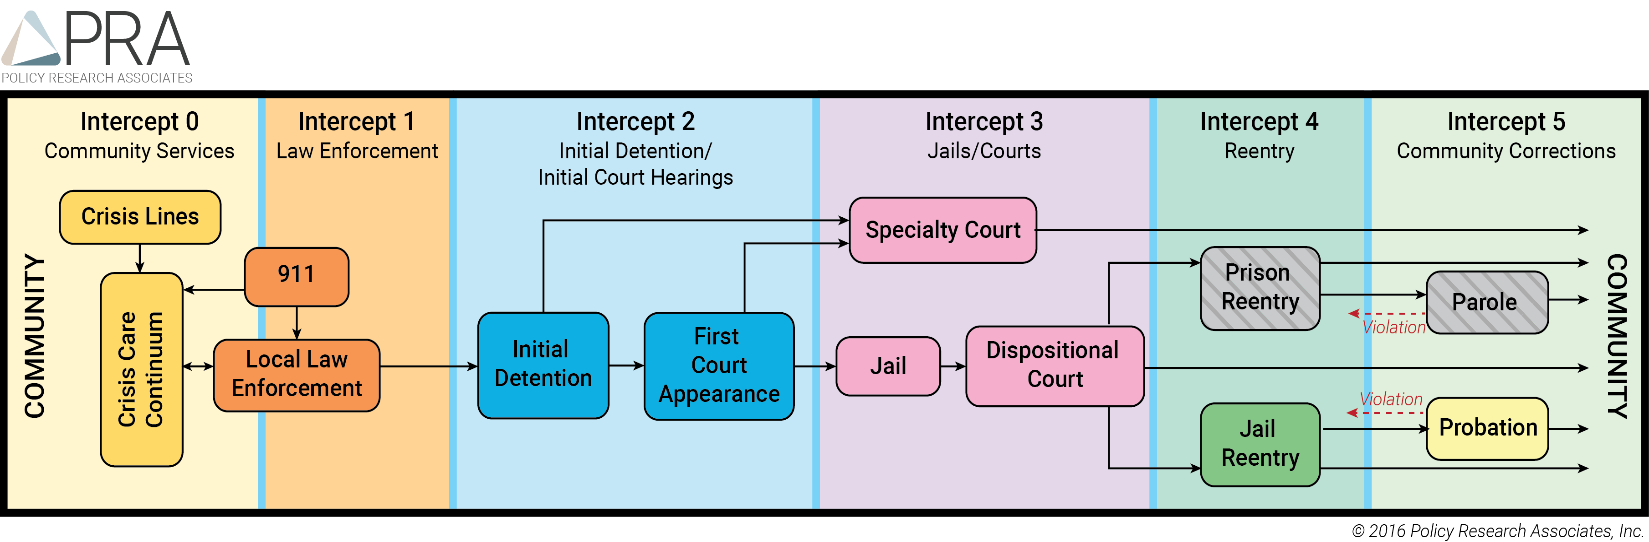 PRA
POLICY RESEARCH ASSOCIATES
Intercept 0
Community Services
Intercept 1
Law Enforcement
Intercept 2
Initial Detention/
Initial Court Hearings
Intercept 3
Jails/Courts
Intercept 4
Reentry
Intercept 5
Community Corrections
COMMUNITY
Crisis Lines
Crisis Care
Continuum
911
Local Law
Enforcement
Initial
Detention
First
Court
Appearance
Specialty Court
Jail
Dispositional
Court
Prison
Reentry
Parole
Violation
Jail
Reentry
Violation
Probation
COMMUNITY
© 2016 Policy Research Associates, Inc.